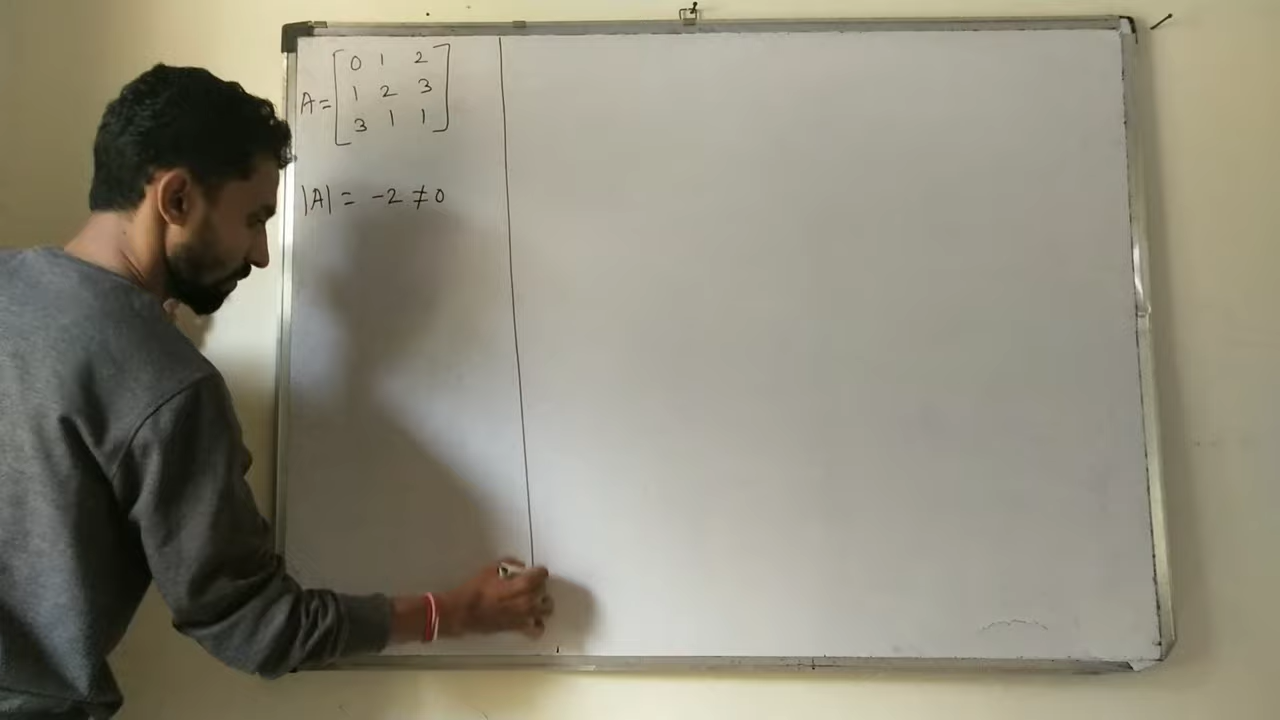 A = [ 0 1 2
1 2 3
3 1 1 ]
|A| = -2 ≠ 0